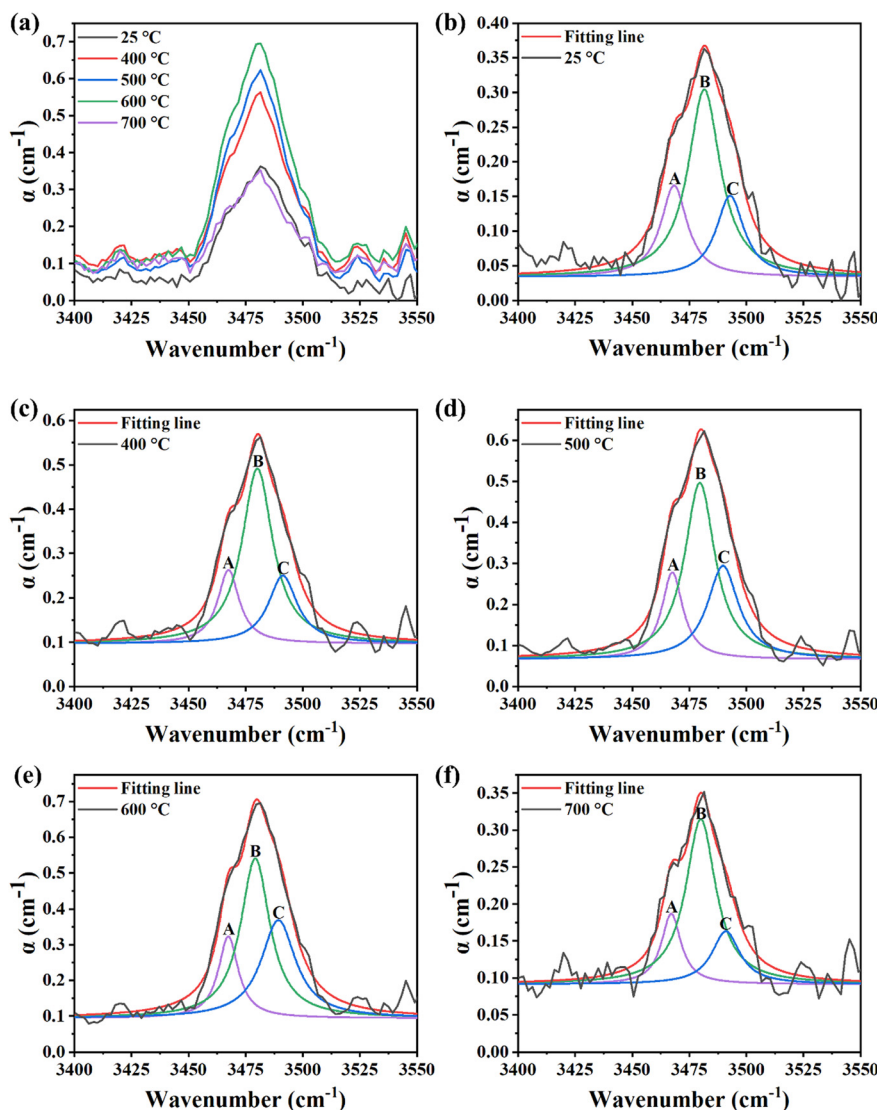 (a)
25 °C
400 °C
500 °C
600 °C
700 °C
α (cm⁻¹)
0.7
0.6
0.5
0.4
0.3
0.2
0.1
0.0
3400 3425 3450 3475 3500 3525 3550
Wavenumber (cm⁻¹)
(b)
Fitting line
25 °C
α (cm⁻¹)
0.40
0.35
0.30
0.25
0.20
0.15
0.10
0.05
0.00
A
B
C
3400 3425 3450 3475 3500 3525 3550
Wavenumber (cm⁻¹)
(c)
Fitting line
400 °C
α (cm⁻¹)
0.6
0.5
0.4
0.3
0.2
0.1
0.0
A
B
C
3400 3425 3450 3475 3500 3525 3550
Wavenumber (cm⁻¹)
(d)
Fitting line
500 °C
α (cm⁻¹)
0.6
0.5
0.4
0.3
0.2
0.1
0.0
A
B
C
3400 3425 3450 3475 3500 3525 3550
Wavenumber (cm⁻¹)
(e)
Fitting line
600 °C
α (cm⁻¹)
0.7
0.6
0.5
0.4
0.3
0.2
0.1
0.0
A
B
C
3400 3425 3450 3475 3500 3525 3550
Wavenumber (cm⁻¹)
(f)
Fitting line
700 °C
α (cm⁻¹)
0.35
0.30
0.25
0.20
0.15
0.10
0.05
0.00
A
B
C
3400 3425 3450 3475 3500 3525 3550
Wavenumber (cm⁻¹)